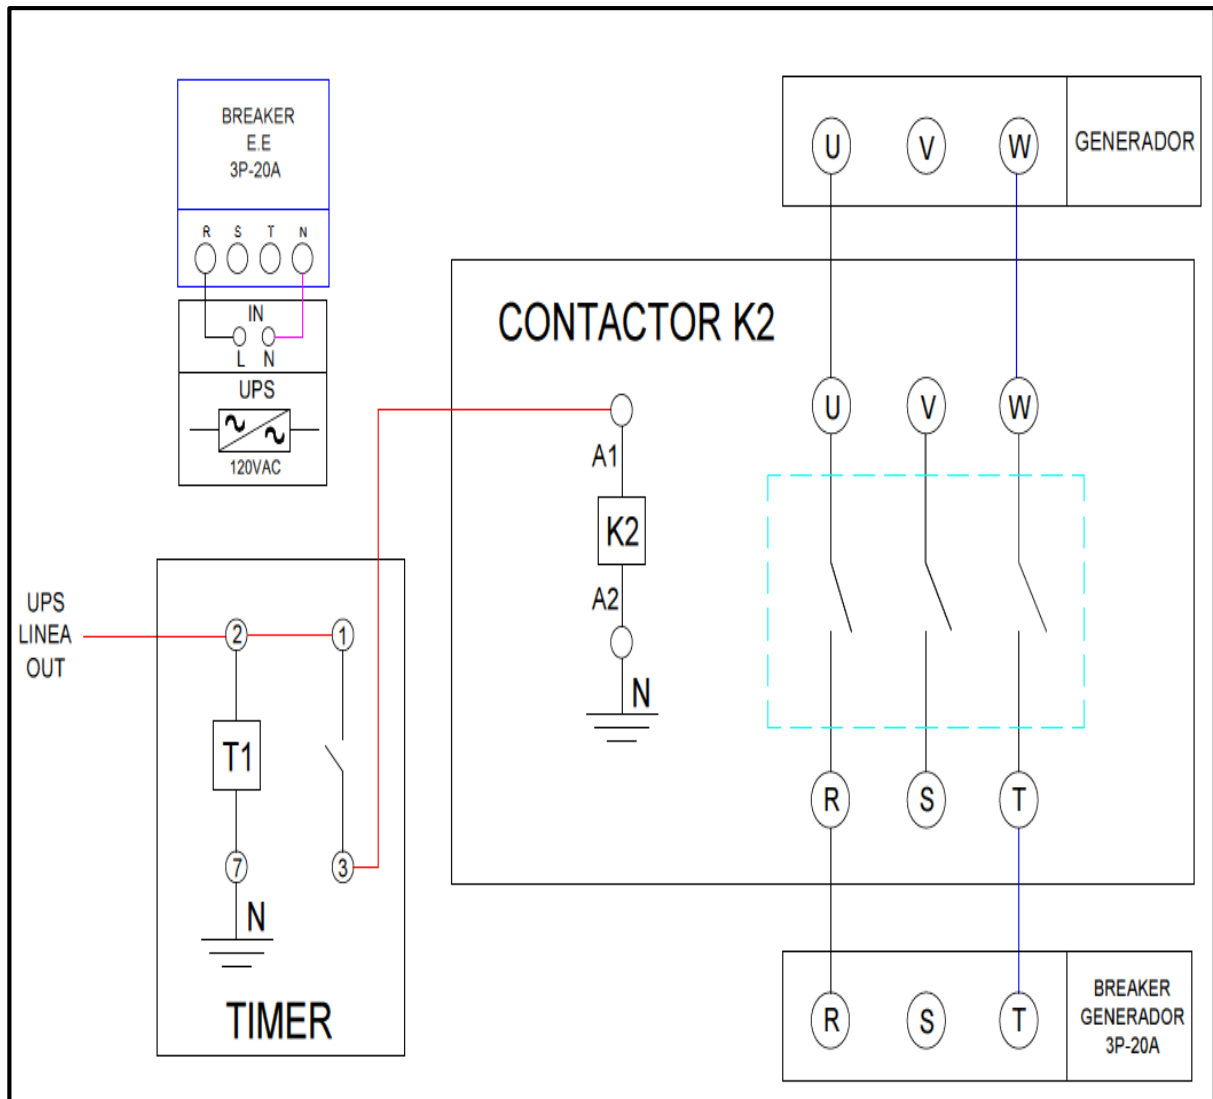 BREAKER
E.E
3P-20A
R S T N
IN
L N
UPS
120VAC
U V W
GENERADOR
CONTACTOR K2
U V W
A1
K2
A2
N
R S T
UPS
LINEA
OUT
2 1
T1
7 3
N
TIMER
R S T
BREAKER
GENERADOR
3P-20A